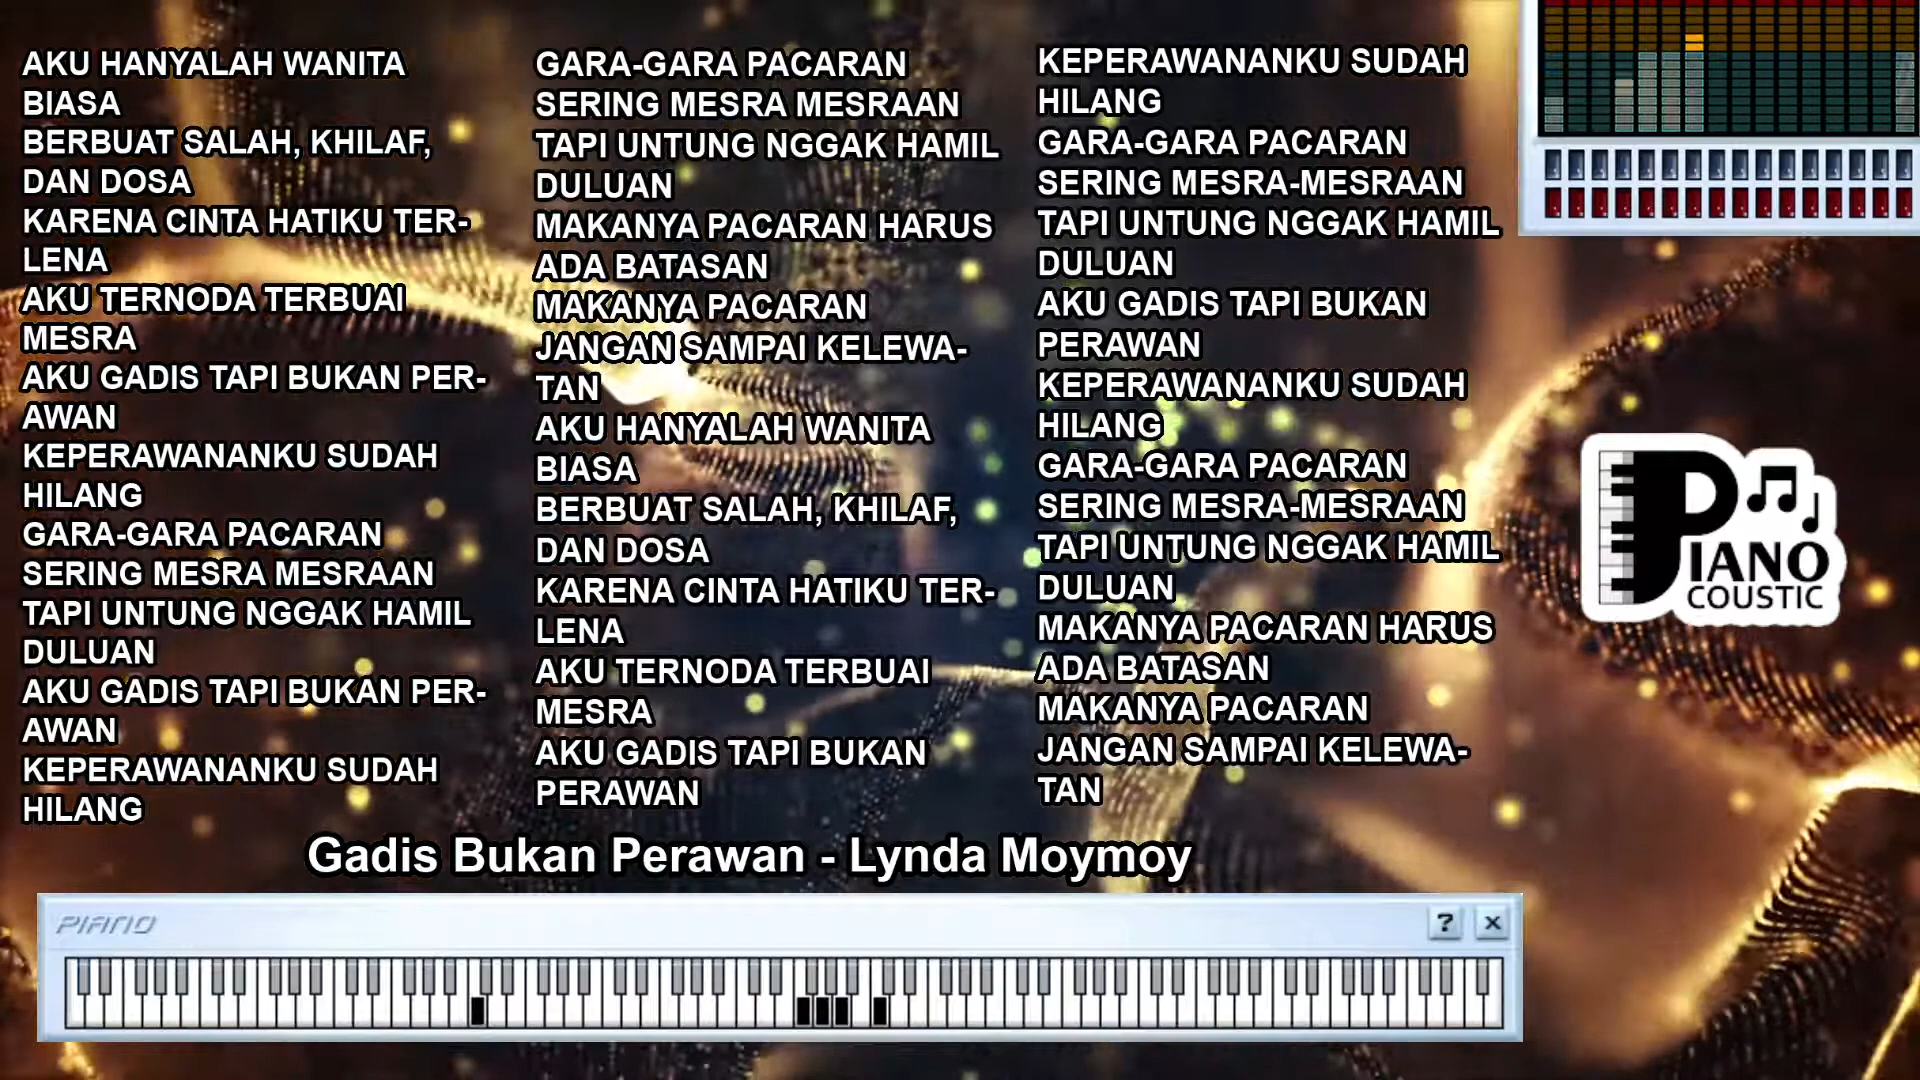 AKU HANYALAH WANITA
BIASA
BERBUAT SALAH, KHILAF,
DAN DOSA
KARENA CINTA HATIKU TER-
LENA
AKU TERNODA TERBUAI
MESRA
AKU GADIS TAPI BUKAN PER-
AWAN
KEPERAWANANKU SUDAH
HILANG
GARA-GARA PACARAN
SERING MESRA MESRAAN
TAPI UNTUNG NGGAK HAMIL
DULUAN
AKU GADIS TAPI BUKAN PER-
AWAN
KEPERAWANANKU SUDAH
HILANG
GARA-GARA PACARAN
SERING MESRA MESRAAN
TAPI UNTUNG NGGAK HAMIL
DULUAN
MAKANYA PACARAN HARUS
ADA BATASAN
MAKANYA PACARAN
JANGAN SAMPAI KELEWA-
TAN
AKU HANYALAH WANITA
BIASA
BERBUAT SALAH, KHILAF,
DAN DOSA
KARENA CINTA HATIKU TER-
LENA
AKU TERNODA TERBUAI
MESRA
AKU GADIS TAPI BUKAN
PERAWAN
KEPERAWANANKU SUDAH
HILANG
GARA-GARA PACARAN
SERING MESRA-MESRAAN
TAPI UNTUNG NGGAK HAMIL
DULUAN
AKU GADIS TAPI BUKAN
PERAWAN
KEPERAWANANKU SUDAH
HILANG
GARA-GARA PACARAN
SERING MESRA-MESRAAN
TAPI UNTUNG NGGAK HAMIL
DULUAN
MAKANYA PACARAN HARUS
ADA BATASAN
MAKANYA PACARAN
JANGAN SAMPAI KELEWA-
TAN
PIANO
COUSTIC
Gadis Bukan Perawan - Lynda Moymoy
PIANO
? ×